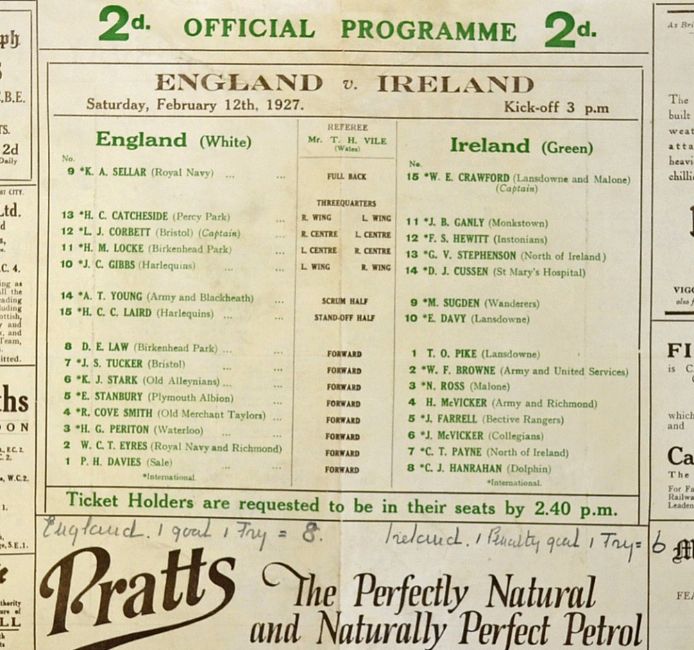 2d. OFFICIAL PROGRAMME 2d.
ENGLAND v. IRELAND
Saturday, February 12th, 1927. Kick-off 3 p.m
England (White)
REFEREE
Mr. T. H. VILE
(Wales)
Ireland (Green)
No. No.
9 *K. A. SELLAR (Royal Navy) ... ... FULL BACK 15 *W. E. CRAWFORD (Lansdowne and Malone)
(Captain)
THREEQUARTERS
13 *H. C. CATCHESIDE (Percy Park) ... R. WING L. WING 11 *J. B. GANLY (Monkstown)
12 *L. J. CORBETT (Bristol) (Captain) ... R. CENTRE L. CENTRE 12 *F. S. HEWITT (Instonians)
11 *H. M. LOCKE (Birkenhead Park) ... L. CENTRE R. CENTRE 13 *G. V. STEPHENSON (North of Ireland)
10 *J. C. GIBBS (Harlequins) ... ... L. WING R. WING 14 *D. J. CUSSEN (St Mary's Hospital)
14 *A. T. YOUNG (Army and Blackheath) ... SCRUM HALF 9 *M. SUGDEN (Wanderers)
15 *H. C. C. LAIRD (Harlequins) ... ... STAND-OFF HALF 10 *E. DAVY (Lansdowne)
8 D. E. LAW (Birkenhead Park) ... ... FORWARD 1 T. O. PIKE (Lansdowne)
7 *J. S. TUCKER (Bristol) ... ... FORWARD 2 *W. F. BROWNE (Army and United Services)
6 *K. J. STARK (Old Alleynians) ... ... FORWARD 3 *N. ROSS (Malone)
5 *E. STANBURY (Plymouth Albion) ... FORWARD 4 H. McVICKER (Army and Richmond)
4 *R. COVE SMITH (Old Merchant Taylors) ... FORWARD 5 *J. FARRELL (Bective Rangers)
3 *H. G. PERITON (Waterloo) ... ... FORWARD 6 *J. McVICKER (Collegians)
2 W. C. T. EYRES (Royal Navy and Richmond) FORWARD 7 *C. T. PAYNE (North of Ireland)
1 P. H. DAVIES (Sale) ... ... FORWARD 8 *C. J. HANRAHAN (Dolphin)
*International. *International.
Ticket Holders are requested to be in their seats by 2.40 p.m.
England. 1 goal 1 Try = 8. Ireland. 1 Penalty goal 1 Try = 6
Pratts
The Perfectly Natural
and Naturally Perfect Petrol